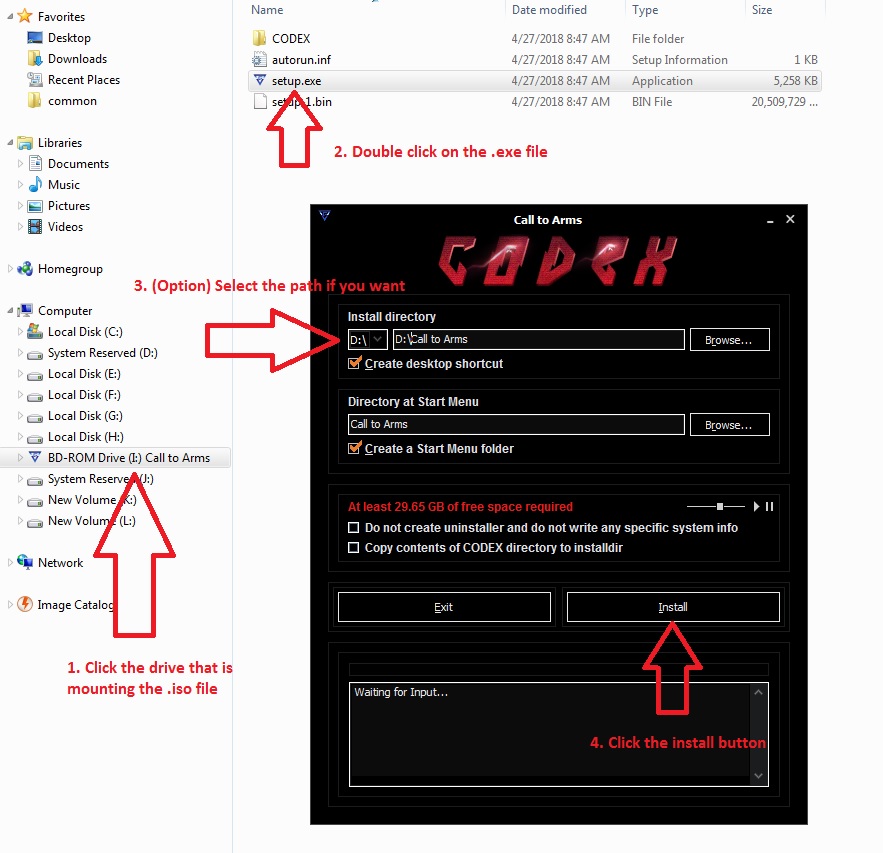 Favorites
Desktop
Downloads
Recent Places
common
Libraries
Documents
Music
Pictures
Videos
Homegroup
Computer
Local Disk (C:)
System Reserved (D:)
Local Disk (E:)
Local Disk (F:)
Local Disk (G:)
Local Disk (H:)
BD-ROM Drive (I:) Call to Arms
System Reserved (J:)
New Volume (K:)
New Volume (L:)
Network
Image Catalog
1. Click the drive that is
mounting the .iso file
Name Date modified Type Size
CODEX 4/27/2018 8:47 AM File folder
autorun.inf 4/27/2018 8:47 AM Setup Information 1 KB
setup.exe 4/27/2018 8:47 AM Application 5,258 KB
setup-1.bin 4/27/2018 8:47 AM BIN File 20,509,729 ...
2. Double click on the .exe file
3. (Option) Select the path if you want
Call to Arms
CODEX
Install directory
D:\ D:\Call to Arms Browse...
Create desktop shortcut
Directory at Start Menu
Call to Arms Browse...
Create a Start Menu folder
At least 29.65 GB of free space required
Do not create uninstaller and do not write any specific system info
Copy contents of CODEX directory to installdir
Exit Install
Waiting for Input...
4. Click the install button